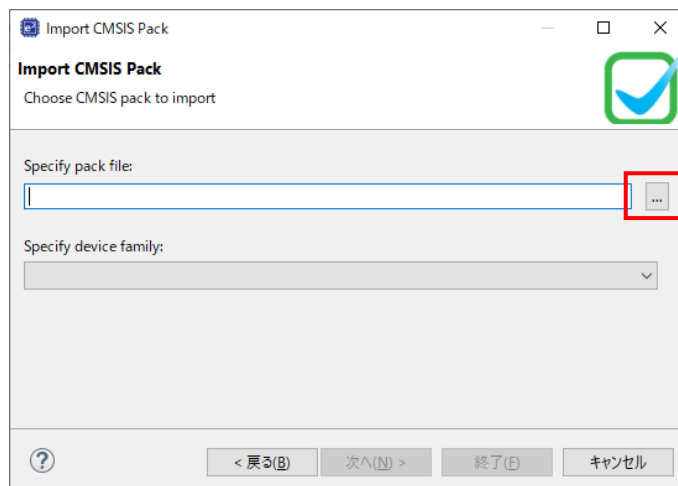 Import CMSIS Pack
Import CMSIS Pack
Choose CMSIS pack to import
Specify pack file:
...
Specify device family:
?
< 戻る(B)
次へ(N) >
終了(F)
キャンセル